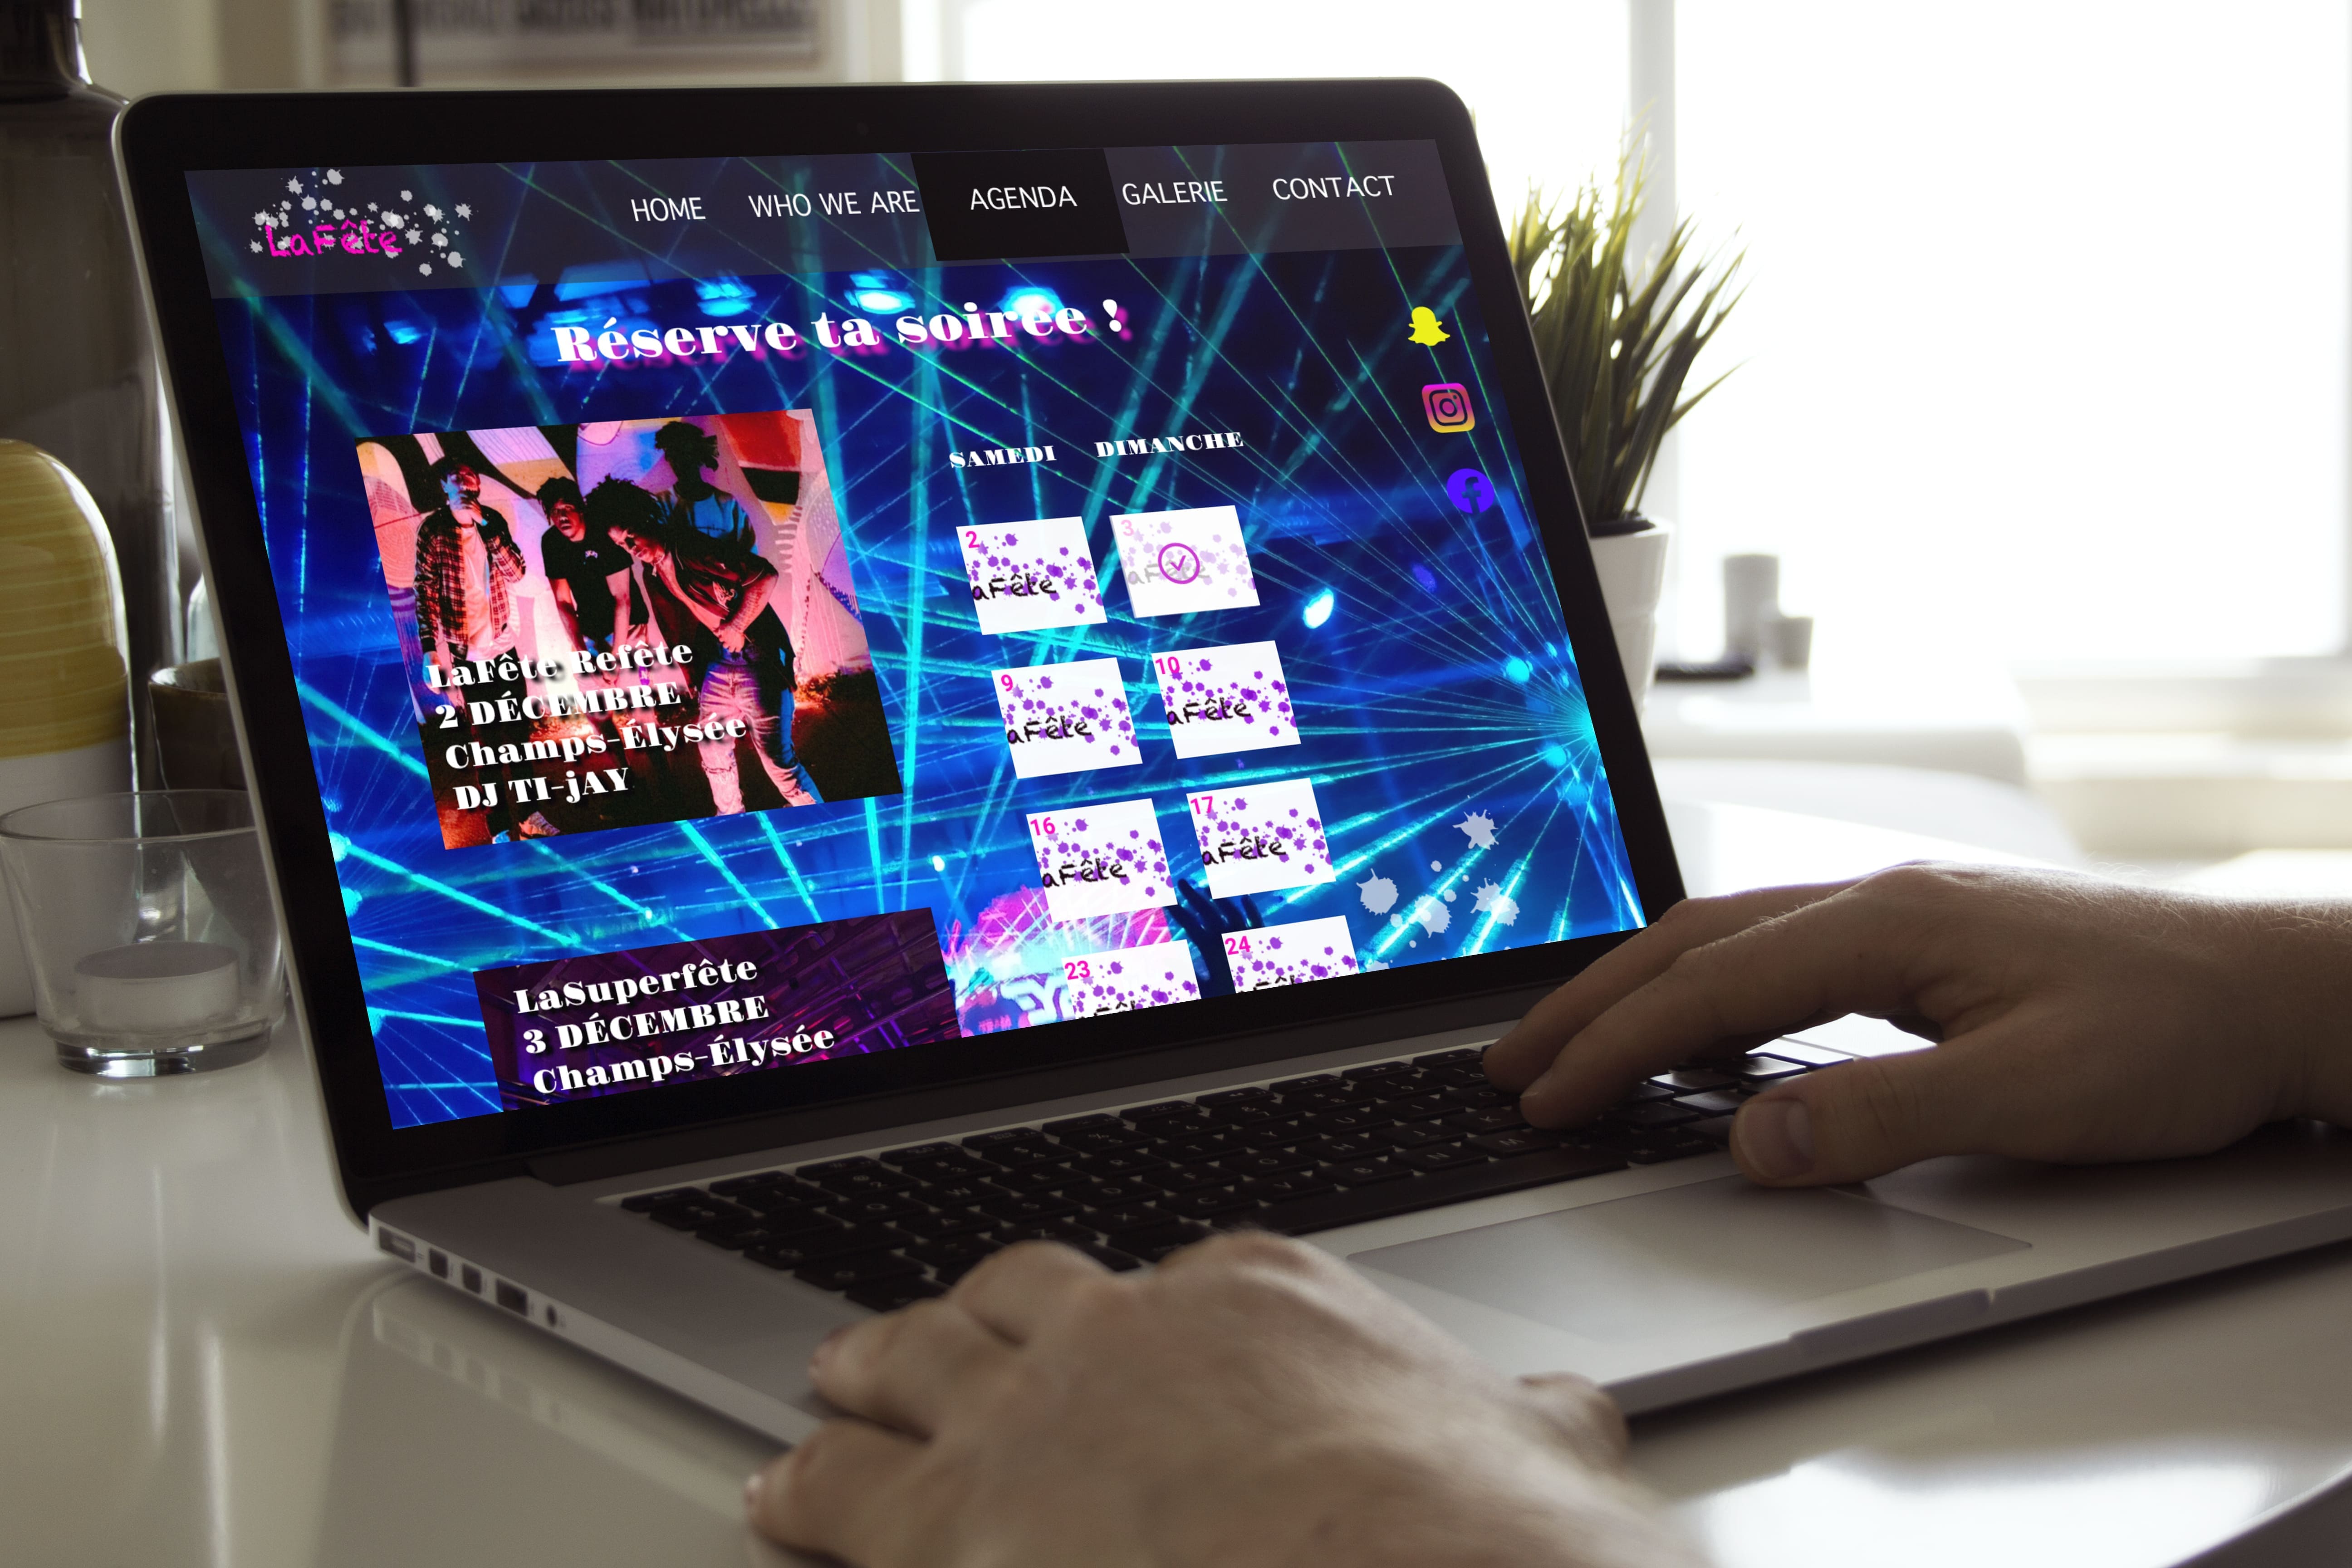 LaFête
HOME WHO WE ARE AGENDA GALERIE CONTACT
Réserve ta soirée !
SAMEDI DIMANCHE
LaFête Refête
2 DÉCEMBRE
Champs-Élysée
DJ TI-jAY
2 3
aFête aFête
9 10
aFête aFête
16 17
aFête aFête
23 24
LaSuperfête
3 DÉCEMBRE
Champs-Élysée